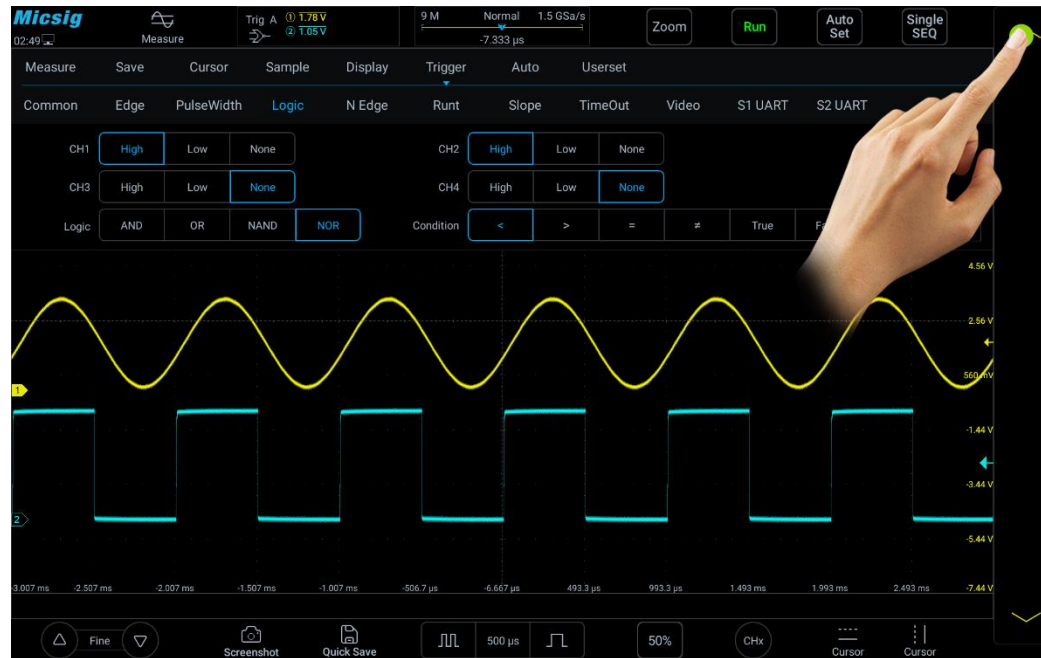 Micsig
02:49
Measure
Trig A ① 1.78 V
② 1.05 V
9 M Normal 1.5 GSa/s
-7.333 µs
Zoom
Run
Auto Set
Single SEQ
Measure Save Cursor Sample Display Trigger Auto Userset
Common Edge PulseWidth Logic N Edge Runt Slope TimeOut Video S1 UART S2 UART
CH1 High Low None CH2 High Low None
CH3 High Low None CH4 High Low None
Logic AND OR NAND NOR Condition < > = ≠ True
4.56 V
2.56 V
560 mV
1
-1.44 V
-3.44 V
2
-5.44 V
-3.007 ms -2.507 ms -2.007 ms -1.507 ms -1.007 ms -506.7 µs -6.667 µs 493.3 µs 993.3 µs 1.493 ms 1.993 ms 2.493 ms -7.44 V
Fine
Screenshot
Quick Save
500 µs
50%
CHx
Cursor
Cursor